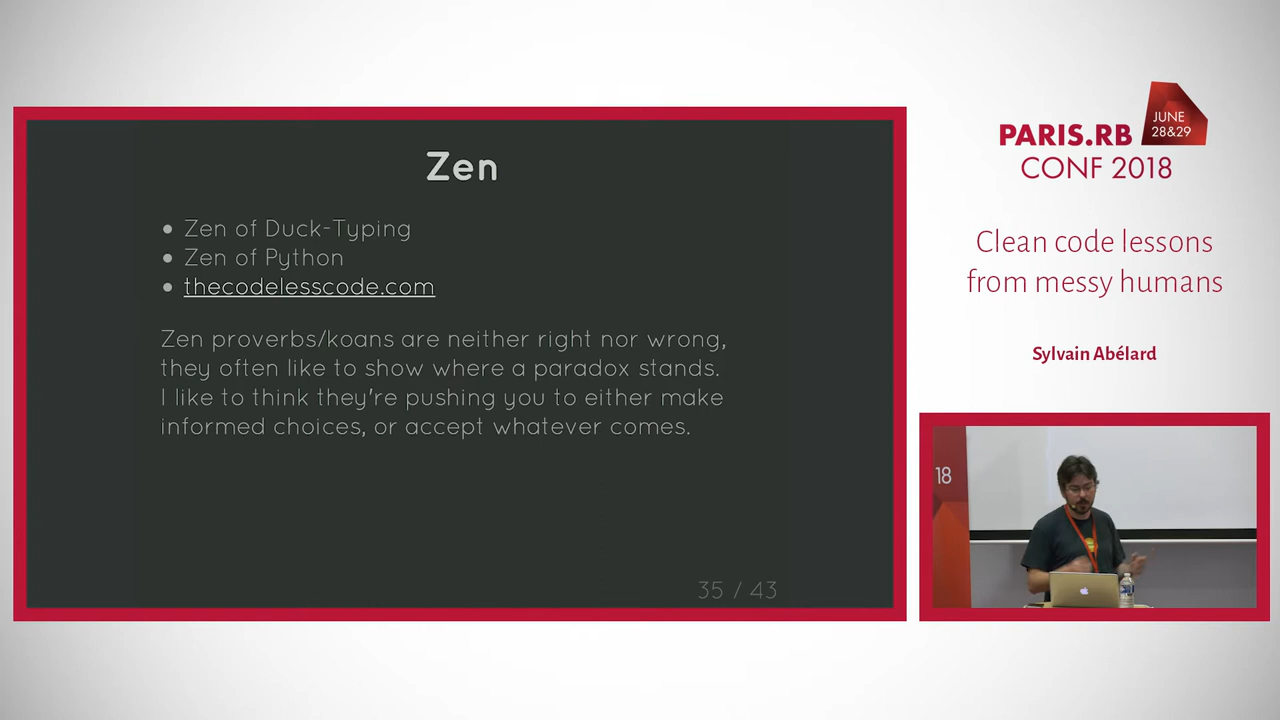 Zen
Zen of Duck-Typing
Zen of Python
thecodelesscode.com
Zen proverbs/koans are neither right nor wrong,
they often like to show where a paradox stands.
I like to think they're pushing you to either make
informed choices, or accept whatever comes.
35 / 43
PARIS.RB
JUNE
28&29
CONF 2018
Clean code lessons
from messy humans
Sylvain Abélard
18